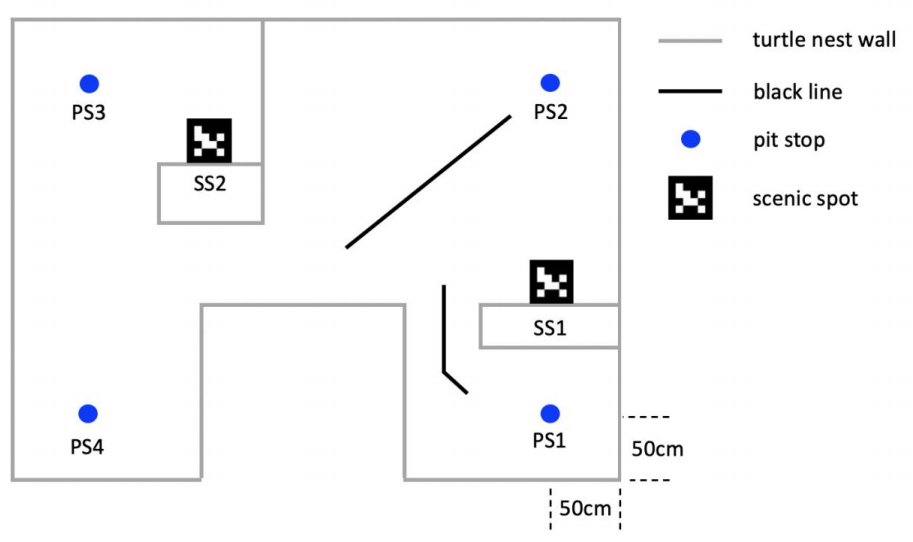 turtle nest wall
black line
pit stop
scenic spot
PS3
PS2
SS2
SS1
PS4
PS1
50cm
50cm